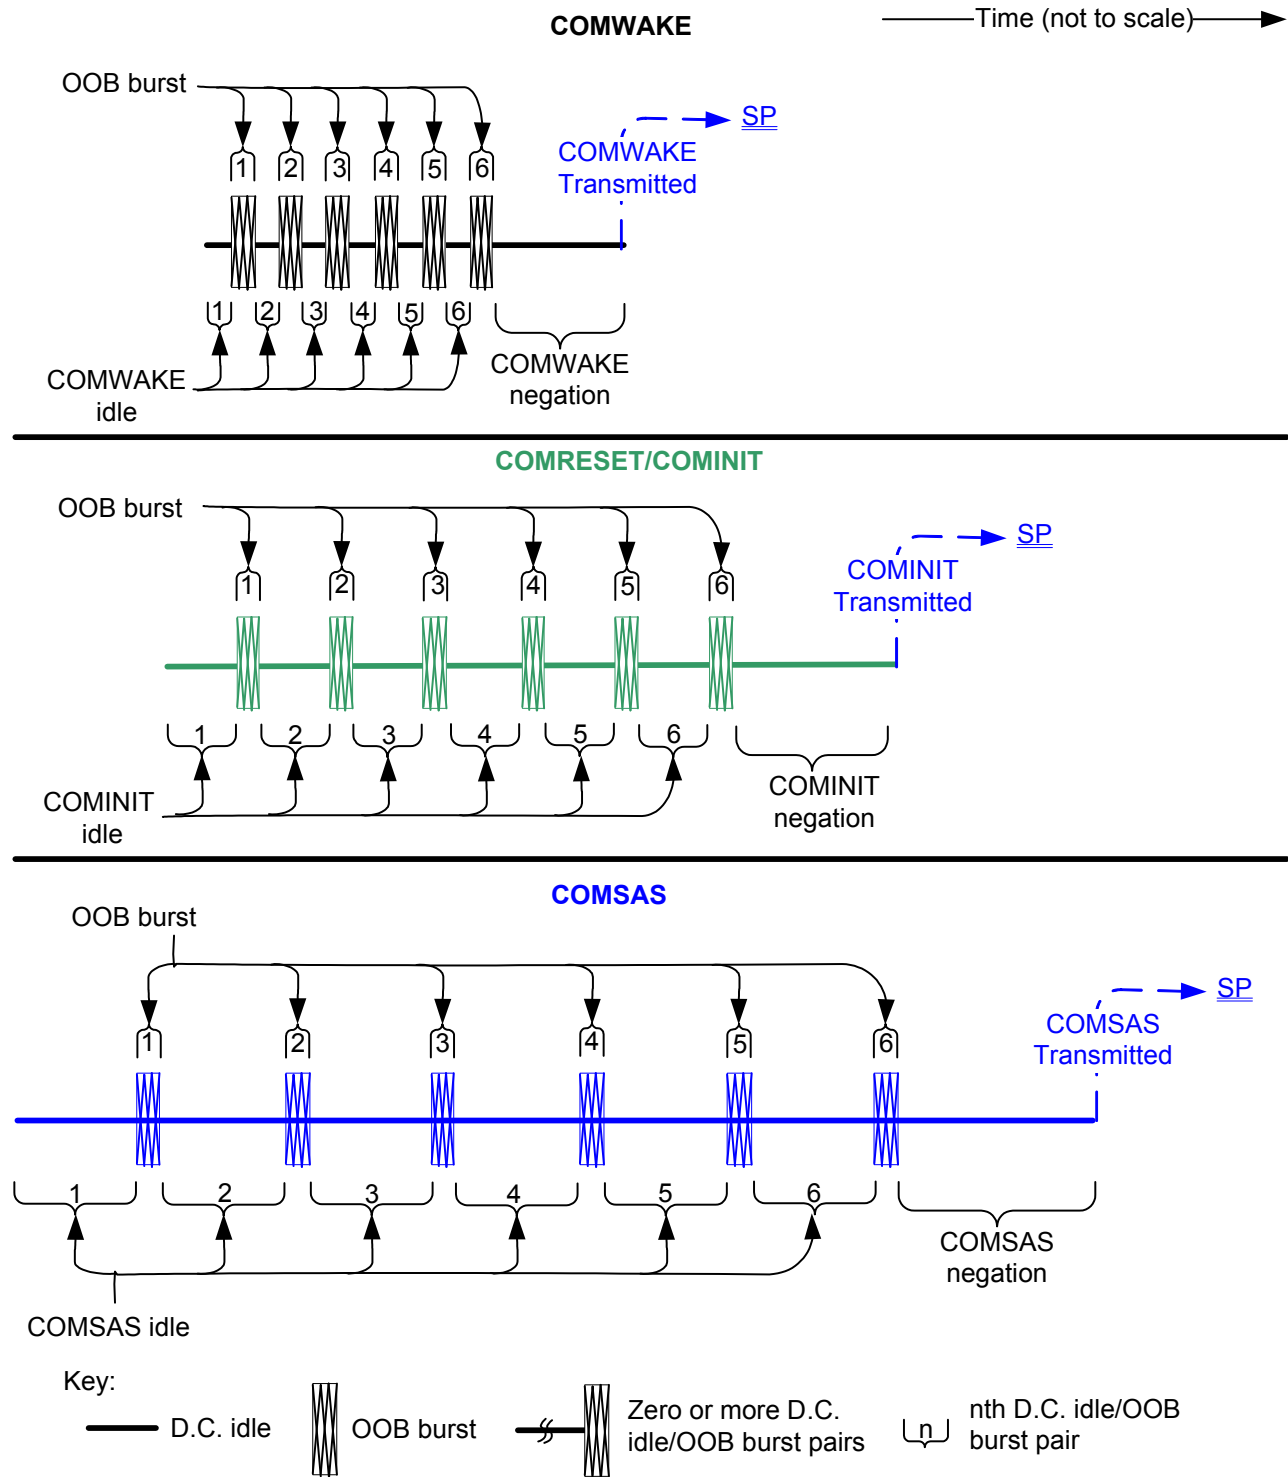 COMWAKE
Time (not to scale)
OOB burst
SP
COMWAKE
Transmitted
1 2 3 4 5 6
1 2 3 4 5 6
COMWAKE
idle
COMWAKE
negation
COMRESET/COMINIT
OOB burst
SP
COMINIT
Transmitted
1 2 3 4 5 6
1 2 3 4 5 6
COMINIT
idle
COMINIT
negation
COMSAS
OOB burst
SP
COMSAS
Transmitted
1 2 3 4 5 6
1 2 3 4 5 6
COMSAS
negation
COMSAS idle
Key:
D.C. idle
OOB burst
Zero or more D.C.
idle/OOB burst pairs
n
nth D.C. idle/OOB
burst pair